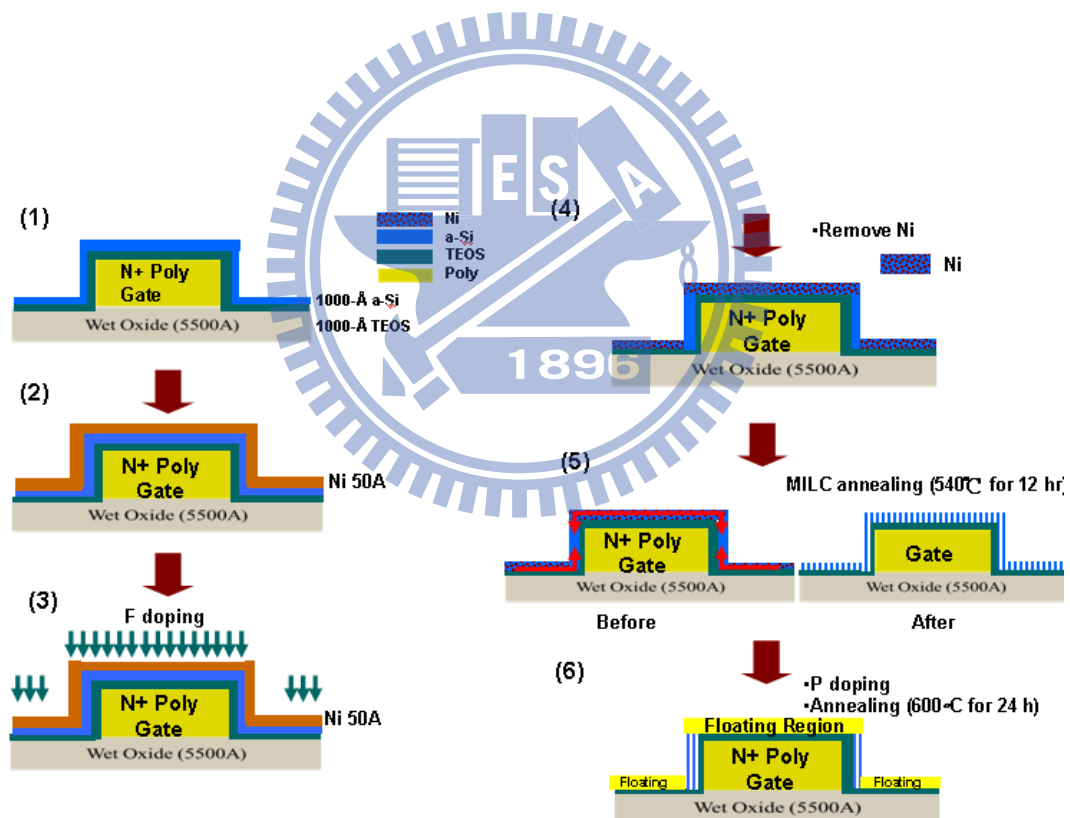 (1)
N+ Poly
Gate
1000-Å a-Si
Wet Oxide (5500A)
1000-Å TEOS
Ni
a-Si
TEOS
Poly
(2)
N+ Poly
Gate
Ni 50A
Wet Oxide (5500A)
(3)
F doping
N+ Poly
Gate
Ni 50A
Wet Oxide (5500A)
(4)
•Remove Ni
Ni
N+ Poly
Gate
Wet Oxide (5500A)
(5)
MILC annealing (540℃ for 12 hr)
N+ Poly
Gate
Wet Oxide (5500A)
Before
Gate
Wet Oxide (5500A)
After
(6)
•P doping
•Annealing (600∘C for 24 h)
Floating Region
N+ Poly
Gate
Floating
Floating
Wet Oxide (5500A)
E S A
1896